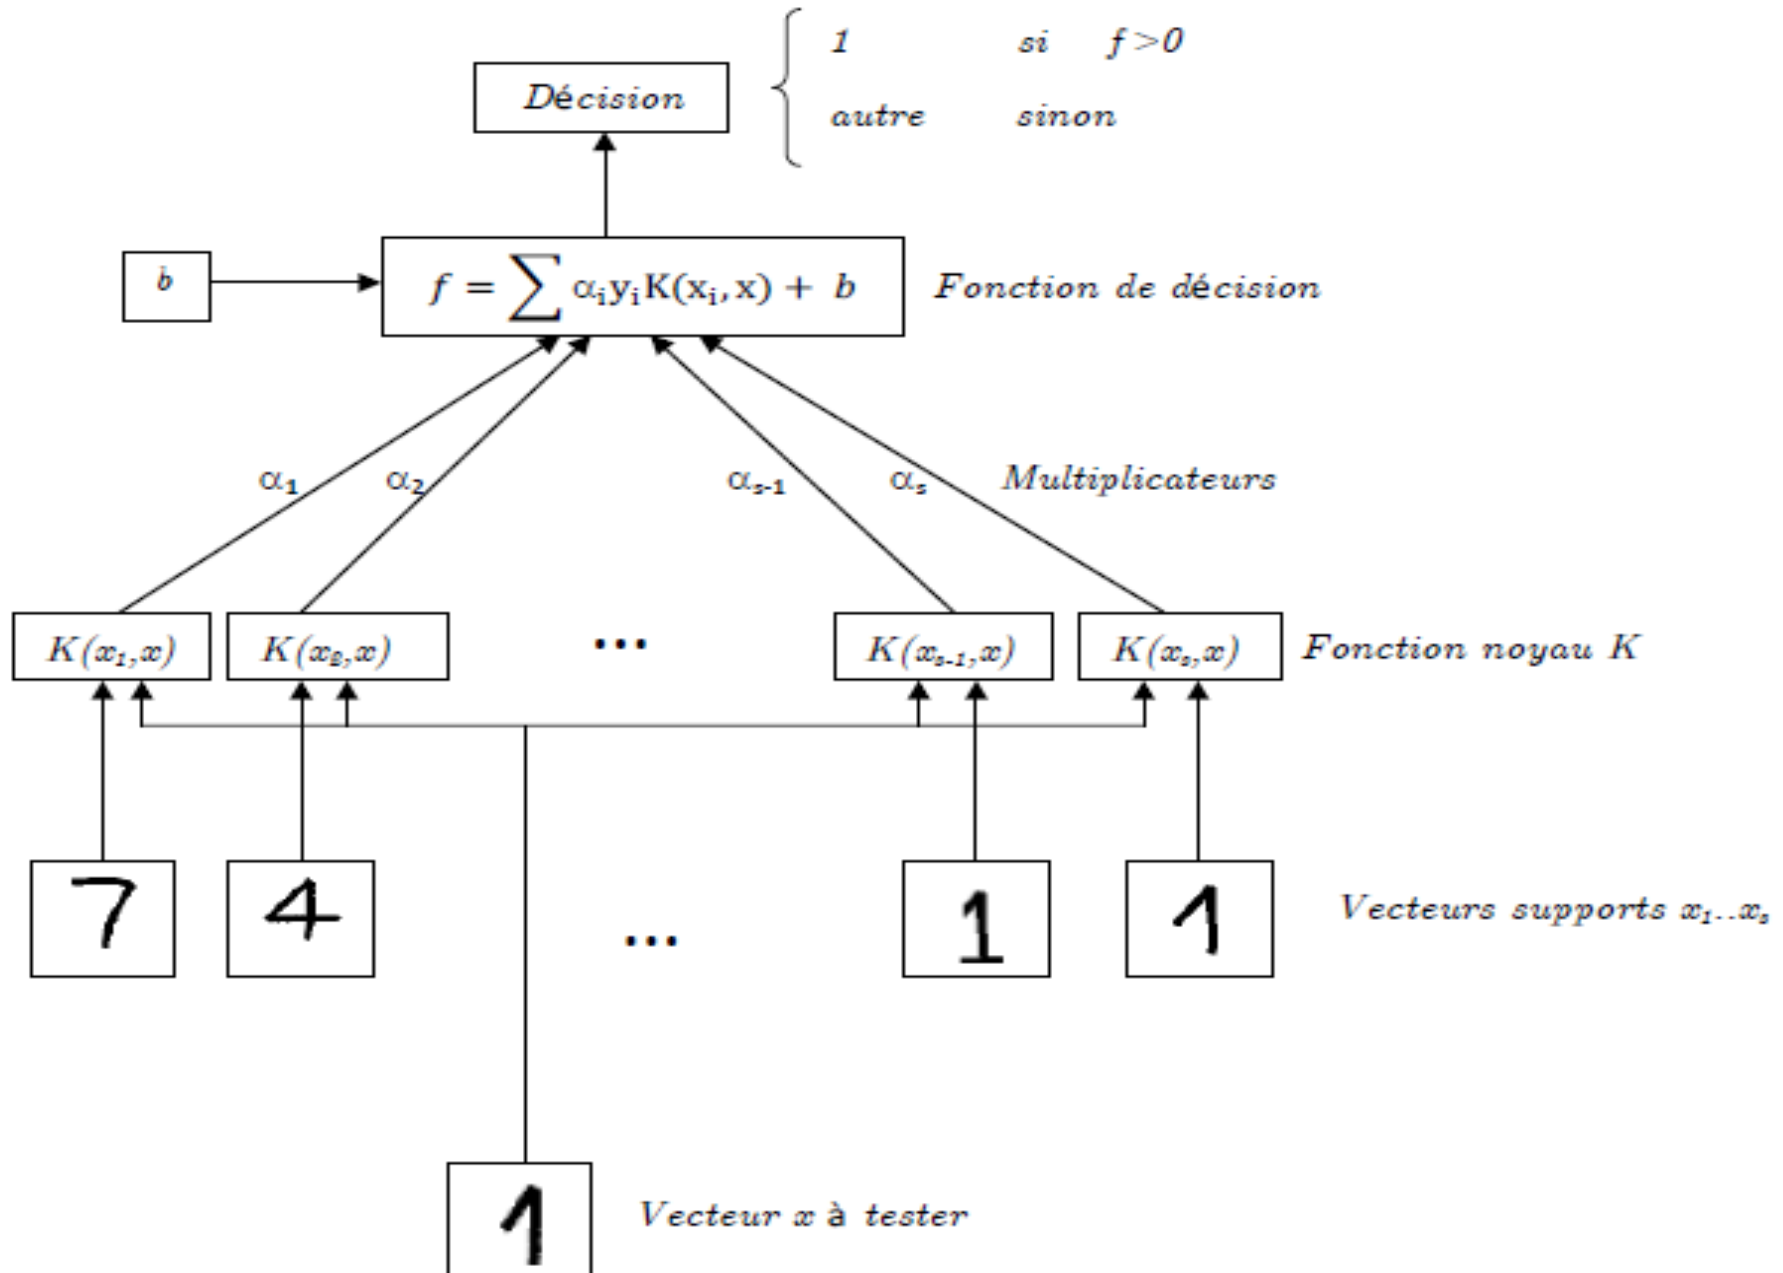 1 si f>0
Décision
autre sinon
b
f = ∑ αᵢyᵢK(xᵢ,x) + b
Fonction de décision
α₁ α₂ αₛ₋₁ αₛ Multiplicateurs
K(x₁,x) K(x₂,x) ... K(xₛ₋₁,x) K(xₛ,x) Fonction noyau K
7 4 ... 1 1 Vecteurs supports x₁..xₛ
1 Vecteur x à tester